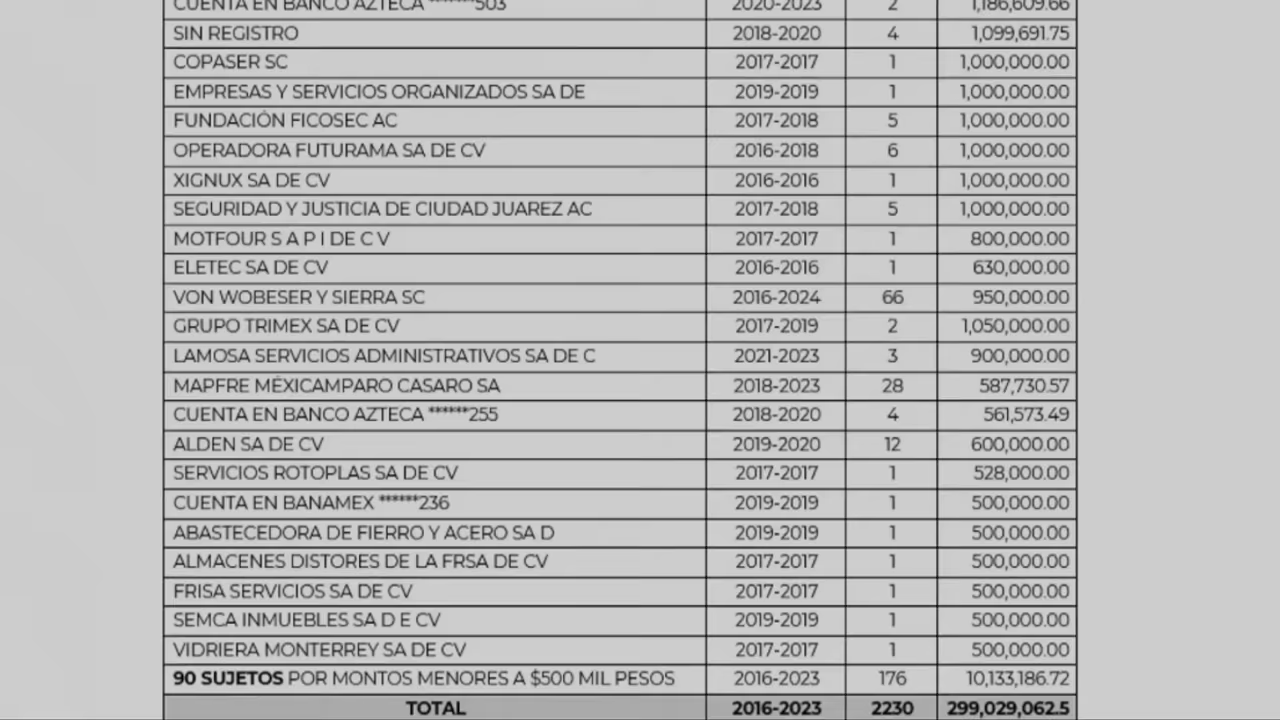 CUENTA EN BANCO AZTECA ******503 2020-2023 2 1,186,609.66
SIN REGISTRO 2018-2020 4 1,099,691.75
COPASER SC 2017-2017 1 1,000,000.00
EMPRESAS Y SERVICIOS ORGANIZADOS SA DE 2019-2019 1 1,000,000.00
FUNDACIÓN FICOSEC AC 2017-2018 5 1,000,000.00
OPERADORA FUTURAMA SA DE CV 2016-2018 6 1,000,000.00
XIGNUX SA DE CV 2016-2016 1 1,000,000.00
SEGURIDAD Y JUSTICIA DE CIUDAD JUAREZ AC 2017-2018 5 1,000,000.00
MOTFOUR S A P I DE C V 2017-2017 1 800,000.00
ELETEC SA DE CV 2016-2016 1 630,000.00
VON WOBESER Y SIERRA SC 2016-2024 66 950,000.00
GRUPO TRIMEX SA DE CV 2017-2019 2 1,050,000.00
LAMOSA SERVICIOS ADMINISTRATIVOS SA DE C 2021-2023 3 900,000.00
MAPFRE MÉXICAMPARO CASARO SA 2018-2023 28 587,730.57
CUENTA EN BANCO AZTECA ******255 2018-2020 4 561,573.49
ALDEN SA DE CV 2019-2020 12 600,000.00
SERVICIOS ROTOPLAS SA DE CV 2017-2017 1 528,000.00
CUENTA EN BANAMEX ******236 2019-2019 1 500,000.00
ABASTECEDORA DE FIERRO Y ACERO SA D 2019-2019 1 500,000.00
ALMACENES DISTORES DE LA FRSA DE CV 2017-2017 1 500,000.00
FRISA SERVICIOS SA DE CV 2017-2017 1 500,000.00
SEMCA INMUEBLES SA D E CV 2019-2019 1 500,000.00
VIDRIERA MONTERREY SA DE CV 2017-2017 1 500,000.00
90 SUJETOS POR MONTOS MENORES A $500 MIL PESOS 2016-2023 176 10,133,186.72
TOTAL 2016-2023 2230 299,029,062.5